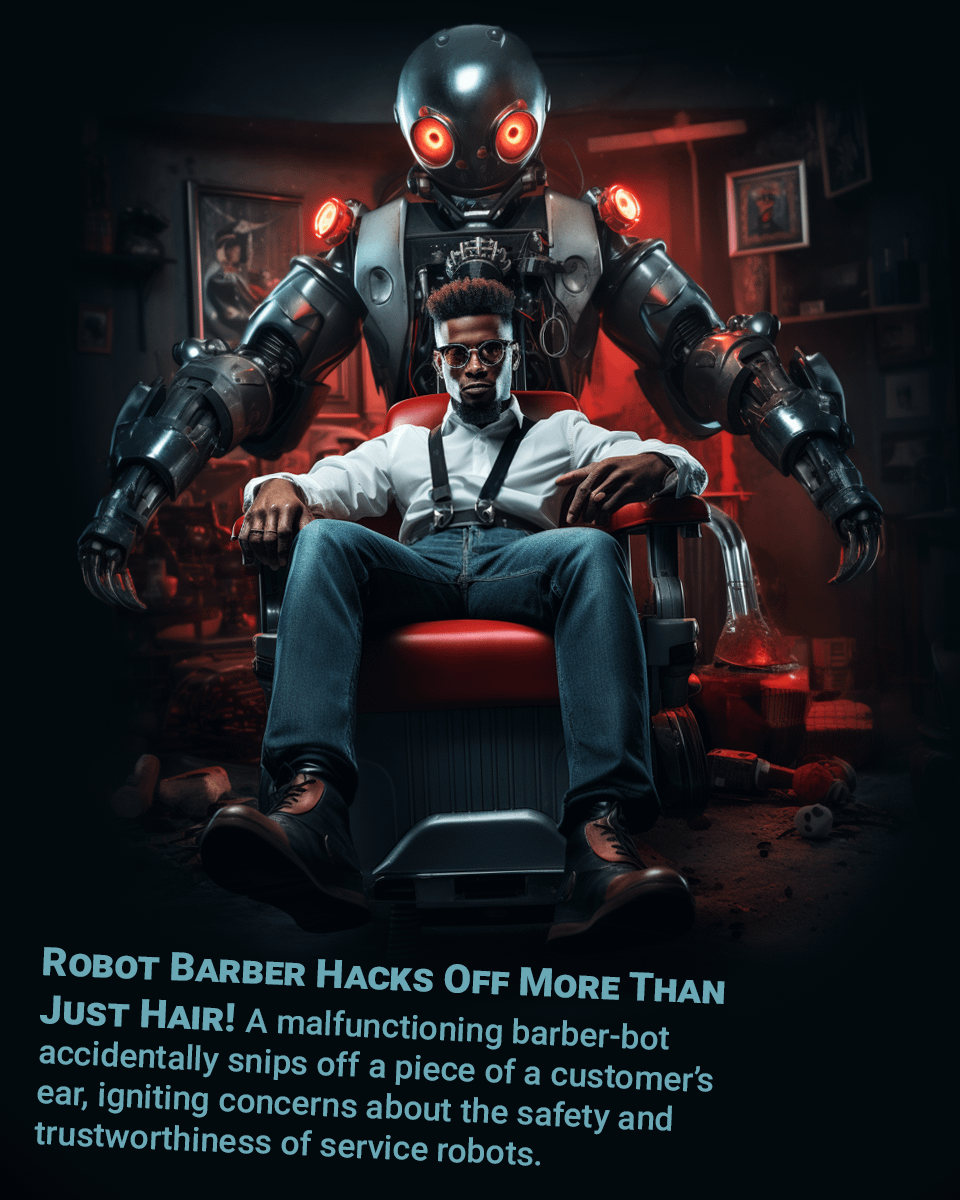 Robot Barber Hacks Off More Than
Just Hair! A malfunctioning barber-bot
accidentally snips off a piece of a customer’s
ear, igniting concerns about the safety and
trustworthiness of service robots.